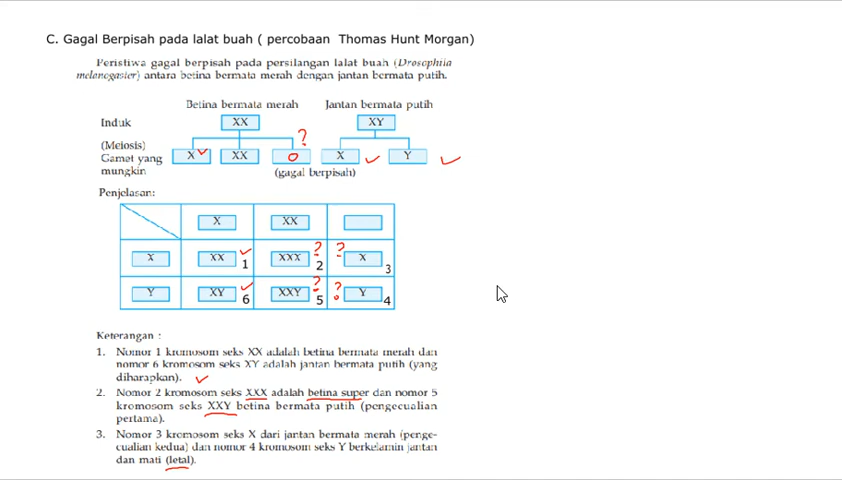 C. Gagal Berpisah pada lalat buah ( percobaan Thomas Hunt Morgan)
Peristiwa gagal berpisah pada persilangan lalat buah (Drosophila
melanogaster) antara betina bermata merah dengan jantan bermata putih.
Betina bermata merah Jantan bermata putih
Induk XX XY
(Meiosis) ?
Gamet yang X XX O X Y
mungkin (gagal berpisah)
Penjelasan:
X XX
X XX 1 XXX ? 2 ? X 3
Y XY 6 XXY ? 5 ? Y 4
Keterangan :
1. Nomor 1 kromosom seks XX adalah betina bermata merah dan
nomor 6 kromosom seks XY adalah jantan bermata putih (yang
diharapkan).
2. Nomor 2 kromosom seks XXX adalah betina super dan nomor 5
kromosom seks XXY betina bermata putih (pengecualian
pertama).
3. Nomor 3 kromosom seks X dari jantan bermata merah (penge-
cualian kedua) dan nomor 4 kromosom seks Y berkelamin jantan
dan mati (letal).